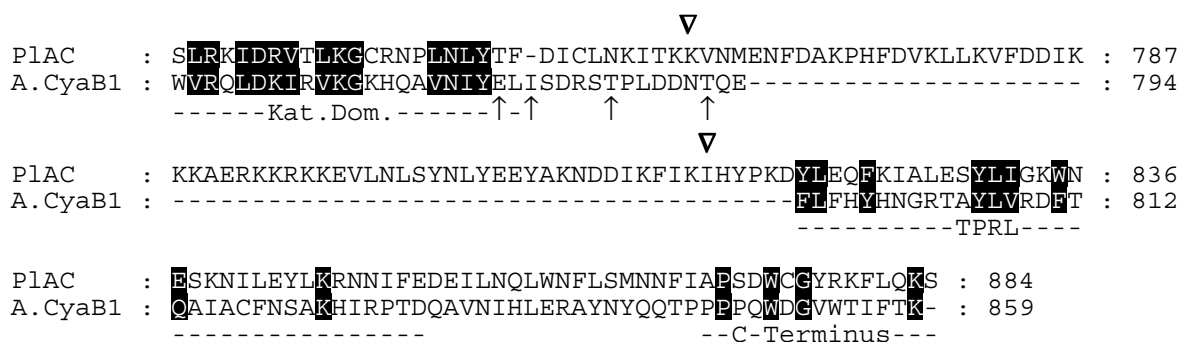 ∇
PlAC : SLRKIDRVTLKGCRNPLNLYTF-DICLNKITKKVNMENFDAKPHFDVKLLKVFDDIK : 787
A.CyaB1 : WVRQLDKIRVKGKHQAVNIYELISDRSTPLDDNTQE--------------------- : 794
------Kat.Dom.------↑-↑ ↑ ↑
∇
PlAC : KKAERKKRKKEVLNLSYNLYEEYAKNDDIKFIKIHYPKDYLEQFKIALESYLIGKWN : 836
A.CyaB1 : --------------------------------------FLFHYHNGRTAYLVRDFT : 812
----------TPRL----
PlAC : ESKNILEYLKRNNIFEDEILNQLWNFLSMNNFIAPSDWCGYRKFLQKS : 884
A.CyaB1 : QAIACFNSAKHIRPTDQAVNIHLERAYNYQQTPPPPQWDGVWTIFTK- : 859
---------------- --C-Terminus---